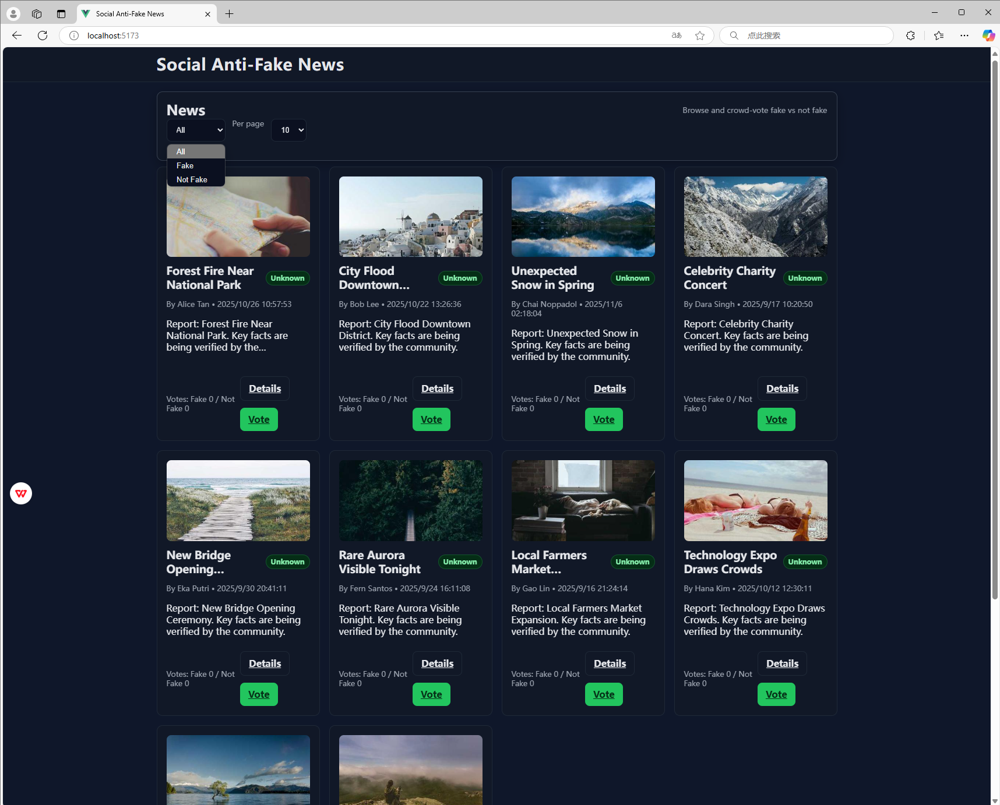 Social Anti-Fake News
localhost:5173
aあ
点此搜索
Social Anti-Fake News
News
Browse and crowd-vote fake vs not fake
All
Per page
10
All
Fake
Not Fake
Forest Fire Near
National Park
Unknown
By Alice Tan • 2025/10/26 10:57:53
Report: Forest Fire Near
National Park. Key facts are
being verified by the...
Votes: Fake 0 / Not
Fake 0
Details
Vote
City Flood
Downtown...
Unknown
By Bob Lee • 2025/10/22 13:26:36
Report: City Flood Downtown
District. Key facts are being
verified by the community.
Votes: Fake 0 / Not
Fake 0
Details
Vote
Unexpected
Snow in Spring
Unknown
By Chai Noppadol • 2025/11/6
02:18:04
Report: Unexpected Snow in
Spring. Key facts are being
verified by the community.
Votes: Fake 0 / Not
Fake 0
Details
Vote
Celebrity Charity
Concert
Unknown
By Dara Singh • 2025/9/17 10:20:50
Report: Celebrity Charity
Concert. Key facts are being
verified by the community.
Votes: Fake 0 / Not
Fake 0
Details
Vote
New Bridge
Opening...
Unknown
By Eka Putri • 2025/9/30 20:41:11
Report: New Bridge Opening
Ceremony. Key facts are being
verified by the community.
Votes: Fake 0 / Not
Fake 0
Details
Vote
Rare Aurora
Visible Tonight
Unknown
By Fern Santos • 2025/9/24 16:11:08
Report: Rare Aurora Visible
Tonight. Key facts are being
verified by the community.
Votes: Fake 0 / Not
Fake 0
Details
Vote
Local Farmers
Market...
Unknown
By Gao Lin • 2025/9/16 21:24:14
Report: Local Farmers Market
Expansion. Key facts are being
verified by the community.
Votes: Fake 0 / Not
Fake 0
Details
Vote
Technology Expo
Draws Crowds
Unknown
By Hana Kim • 2025/10/12 12:30:11
Report: Technology Expo Draws
Crowds. Key facts are being
verified by the community.
Votes: Fake 0 / Not
Fake 0
Details
Vote